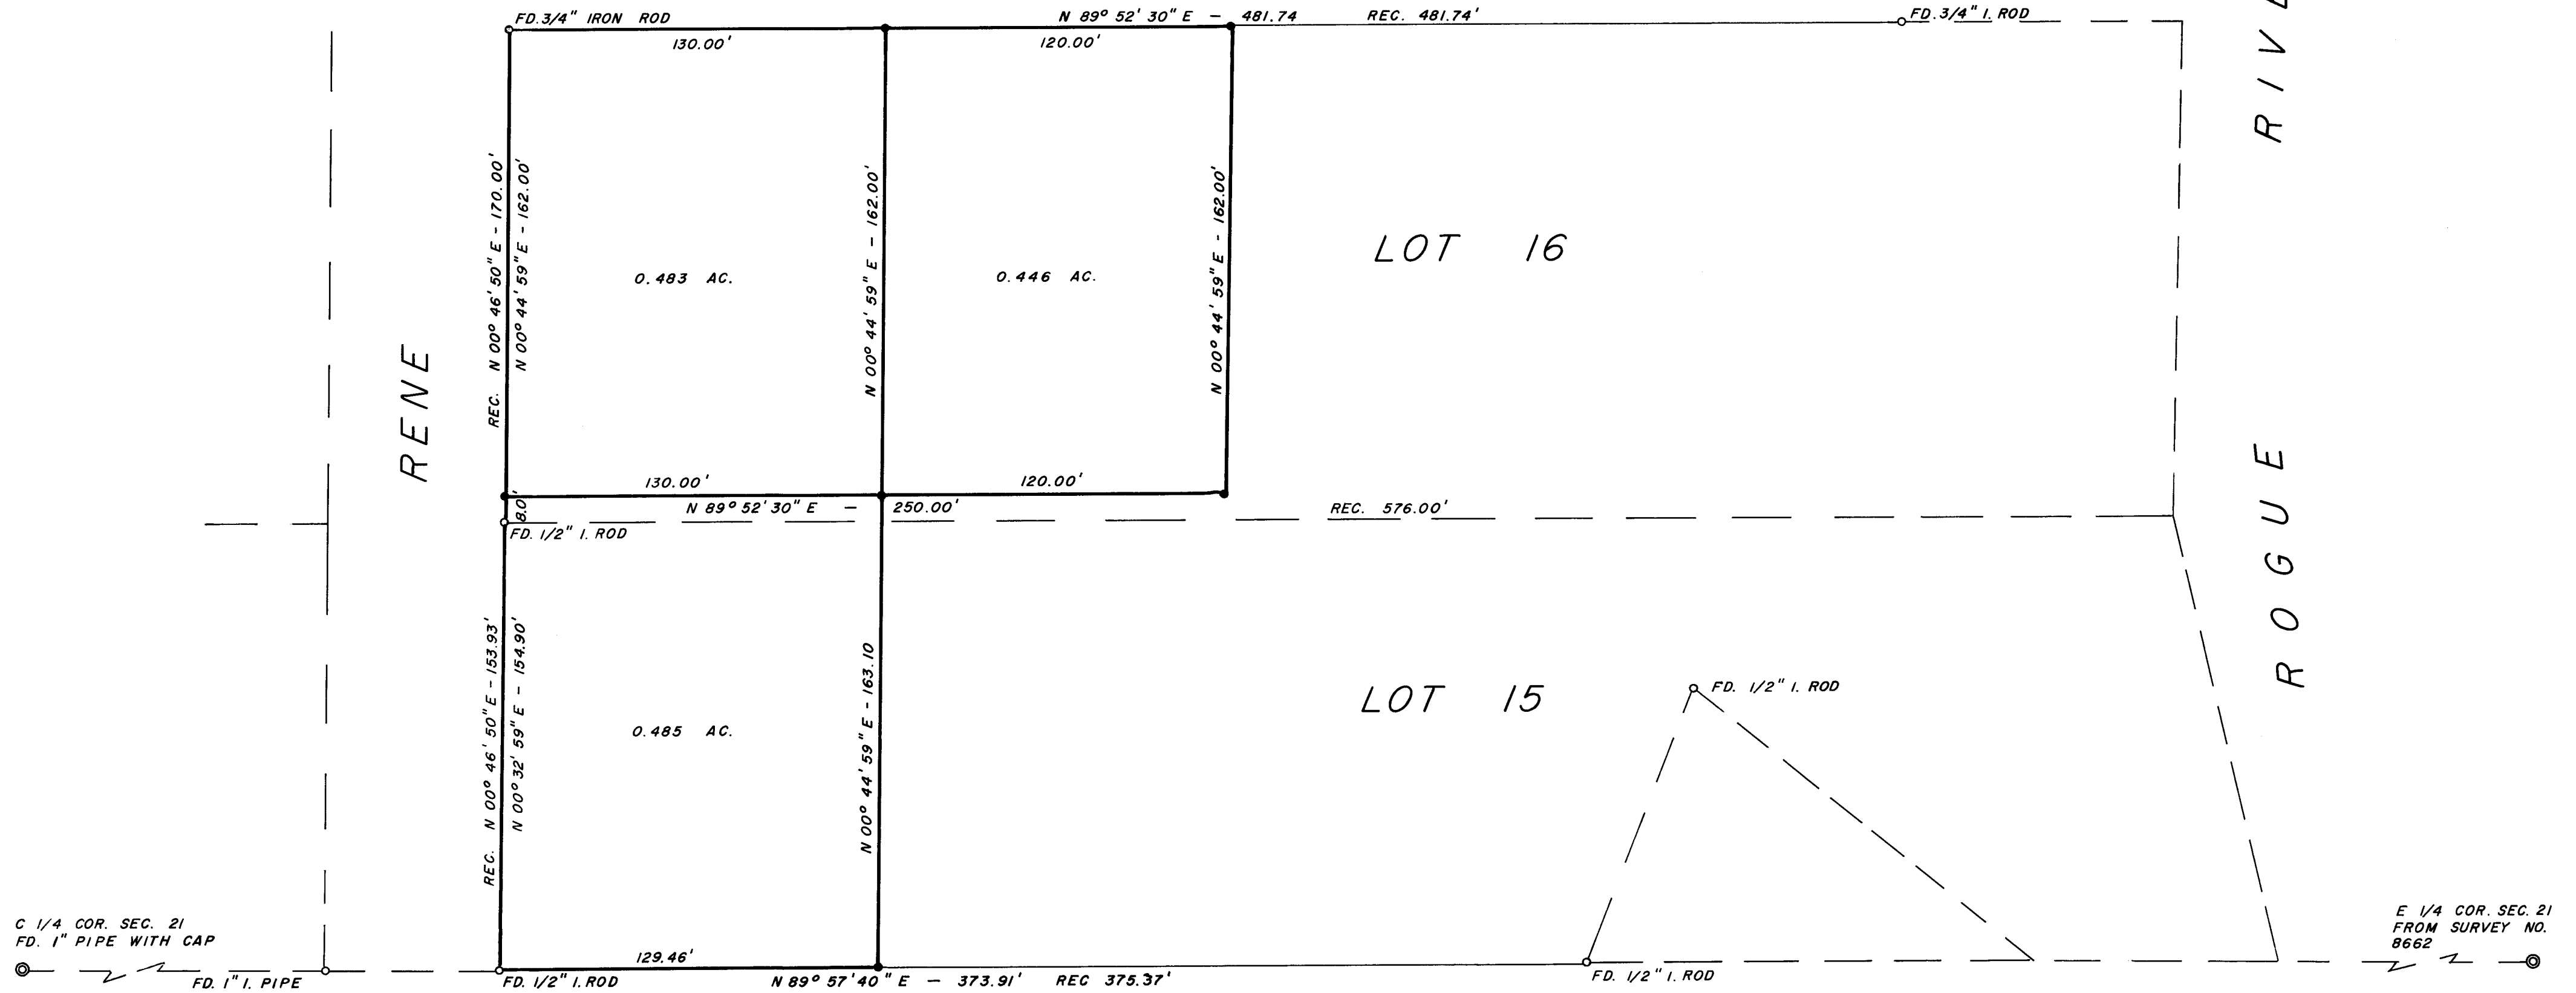 FD. 3/4" IRON ROD
N 89° 52' 30" E — 481.74 REC. 481.74'
FD. 3/4" I. ROD
130.00'
120.00'
REC. N 00° 46' 50" E - 170.00'
N 00° 44' 59" E - 162.00'
N 00° 44' 59" E - 162.00'
N 00° 44' 59" E - 162.00'
0.483 AC.
0.446 AC.
LOT 16
RENE
ROGUE
130.00'
120.00'
8.0'
N 89° 52' 30" E — 250.00'
REC. 576.00'
FD. 1/2" I. ROD
REC. N 00° 46' 50" E - 153.93'
N 00° 32' 59" E - 154.90'
N 00° 44' 59" E - 163.10
0.485 AC.
LOT 15
FD. 1/2" I. ROD
C 1/4 COR. SEC. 21
FD. 1" PIPE WITH CAP
FD. 1" I. PIPE
FD. 1/2" I. ROD
129.46'
N 89° 57' 40" E — 373.91' REC 375.37'
FD. 1/2" I. ROD
E 1/4 COR. SEC. 21
FROM SURVEY NO.
8662